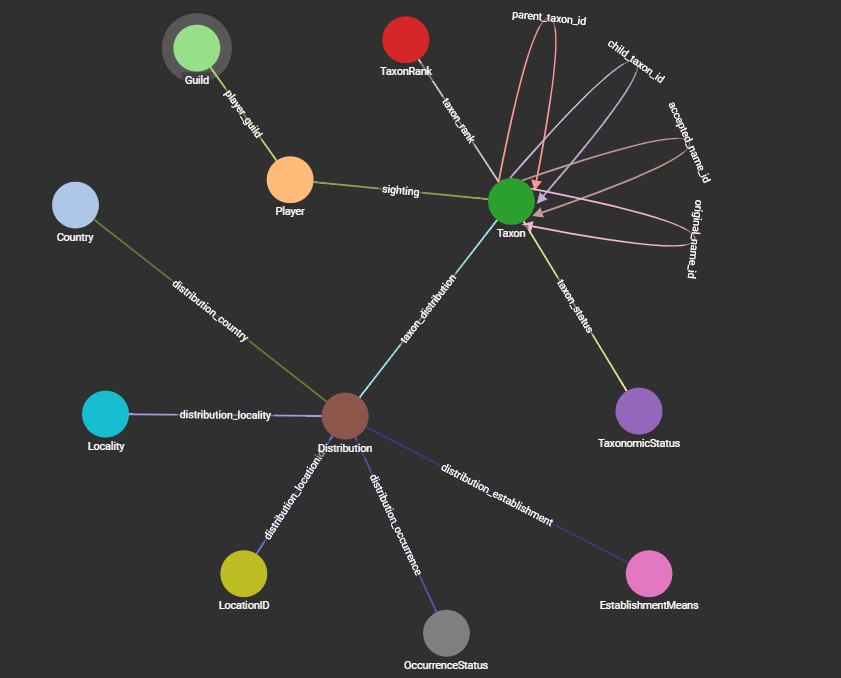 parent_taxon_id
child_taxon_id
TaxonRank
Guild
player_guild
taxon_rank
accepted_name_id
sighting
Player
Taxon
original_name_id
Country
distribution_country
taxon_distribution
taxon_status
Locality
distribution_locality
Distribution
TaxonomicStatus
distribution_locationid
distribution_occurrence
distribution_establishment
LocationID
EstablishmentMeans
OccurrenceStatus